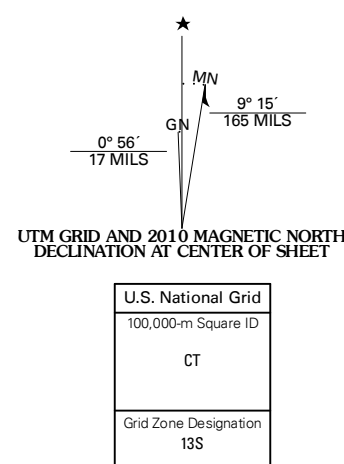 MN
GN
9° 15´
165 MILS
0° 56´
17 MILS
UTM GRID AND 2010 MAGNETIC NORTH
DECLINATION AT CENTER OF SHEET
U.S. National Grid
100,000-m Square ID
CT
Grid Zone Designation
13S